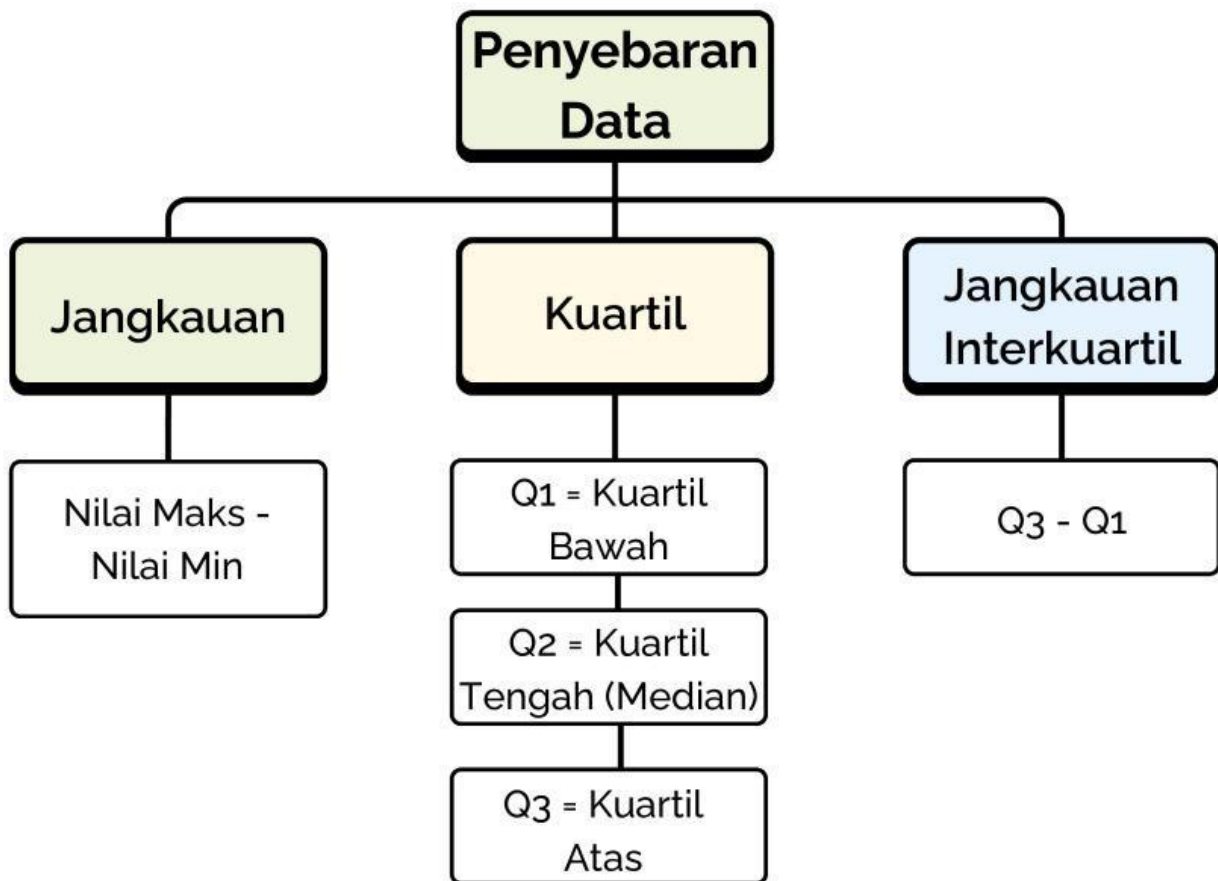 Penyebaran
Data
Jangkauan
Kuartil
Jangkauan
Interkuartil
Nilai Maks -
Nilai Min
Q1 = Kuartil
Bawah
Q2 = Kuartil
Tengah (Median)
Q3 = Kuartil
Atas
Q3 - Q1